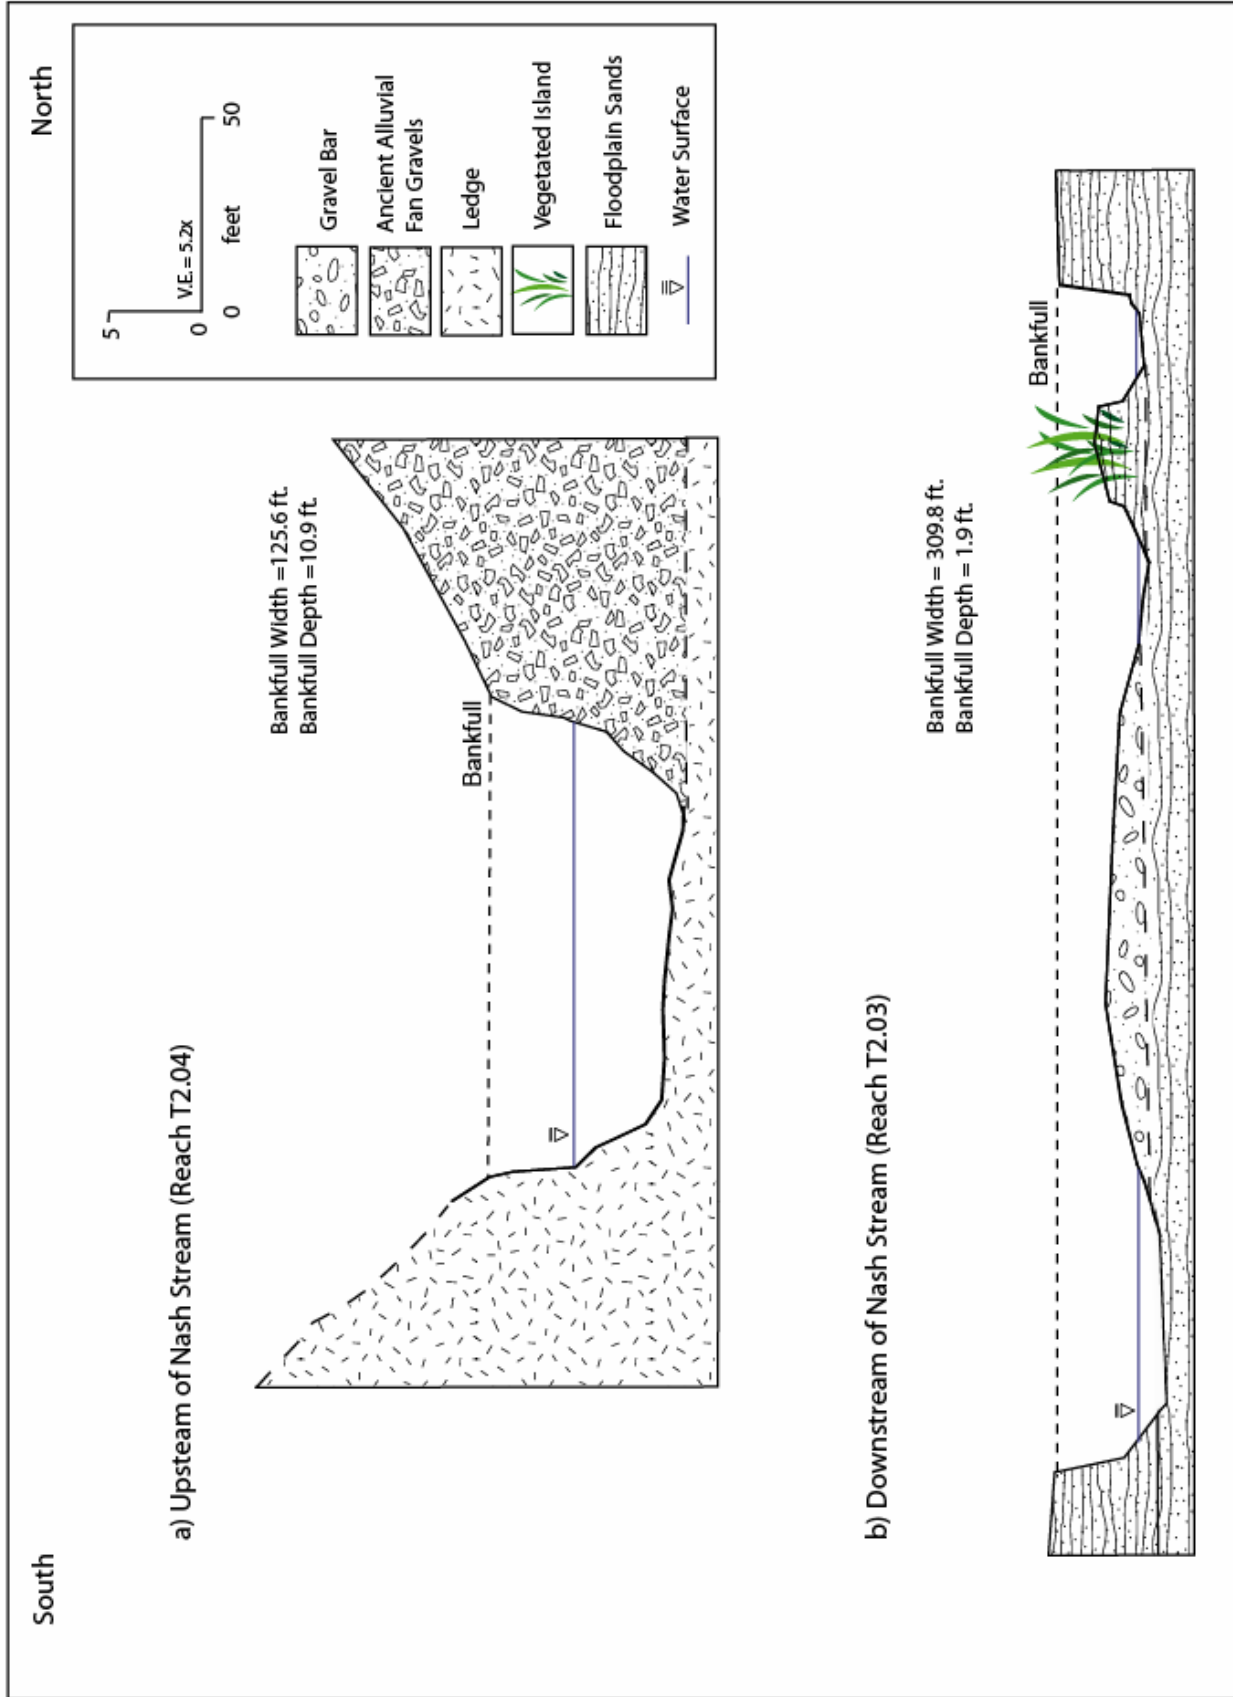 South
North
a) Upsteam of Nash Stream (Reach T2.04)
Bankfull Width =125.6 ft.
Bankfull Depth =10.9 ft.
Bankfull
5
0
V.E.= 5.2x
0
50
feet
Gravel Bar
Ancient Alluvial
Fan Gravels
Ledge
Vegetated Island
Floodplain Sands
Water Surface
b) Downstream of Nash Stream (Reach T2.03)
Bankfull Width = 309.8 ft.
Bankfull Depth = 1.9 ft.
Bankfull